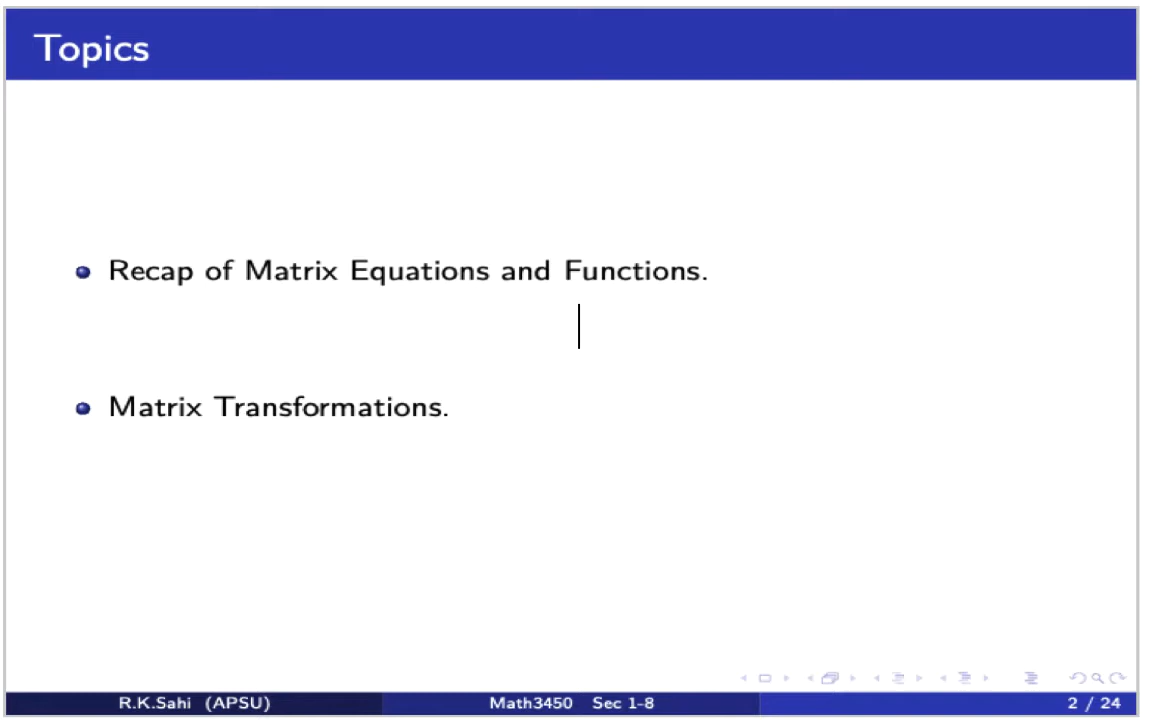 Topics
Recap of Matrix Equations and Functions.
Matrix Transformations.
R.K.Sahi (APSU) Math3450 Sec 1-8 2 / 24